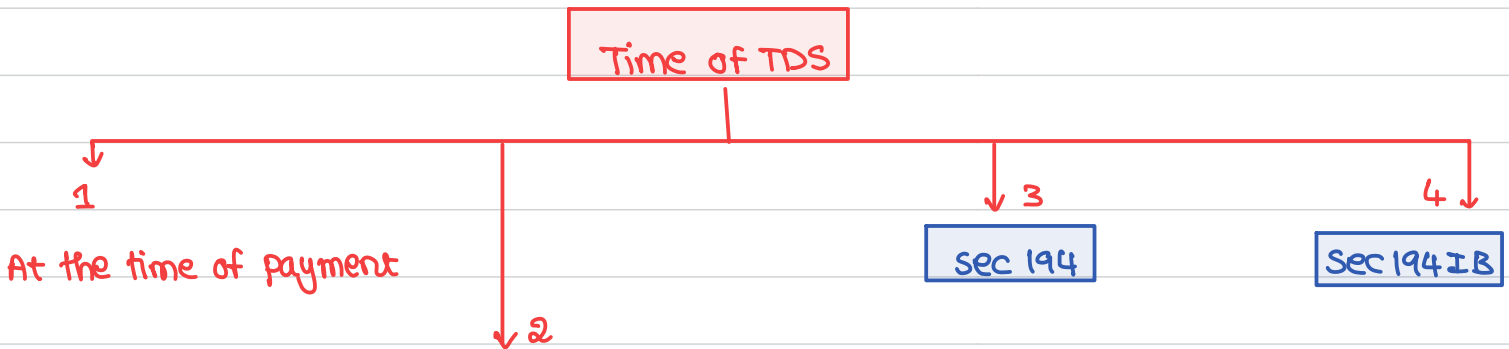 Time of TDS
1
At the time of payment
2
3
Sec 194
4
Sec 194IB